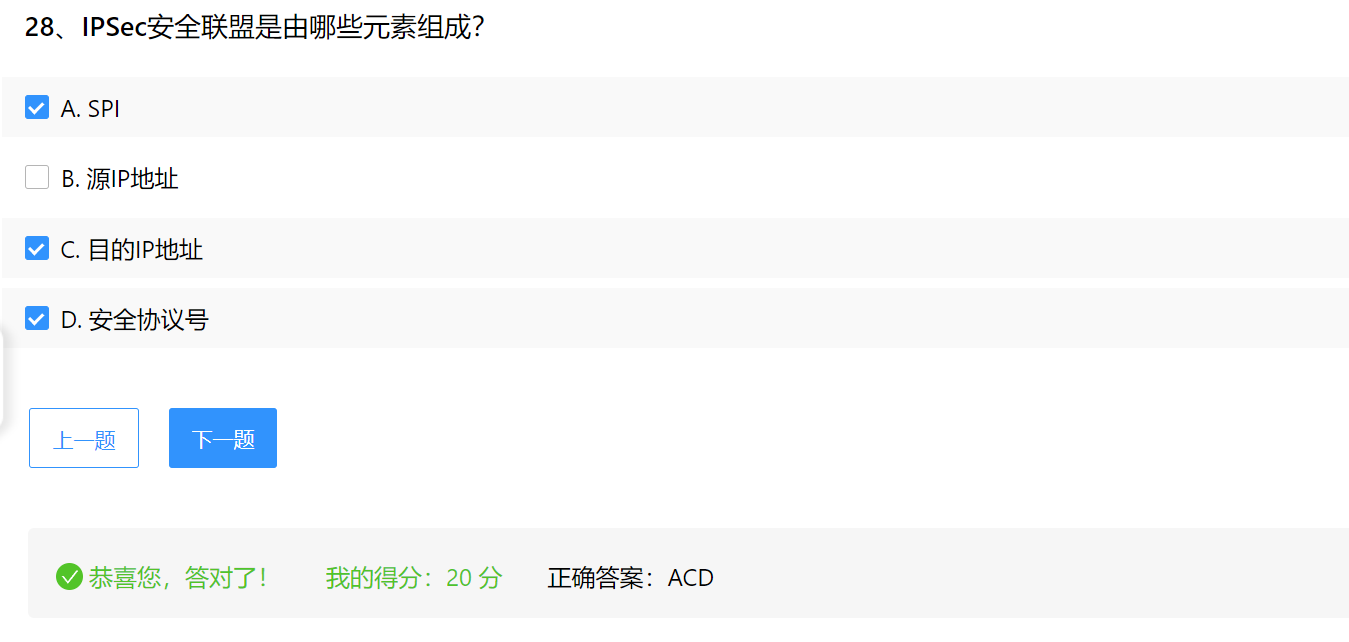 28、IPSec安全联盟是由哪些元素组成？
A. SPI
B. 源IP地址
C. 目的IP地址
D. 安全协议号
上一题 下一题
恭喜您，答对了！ 我的得分：20 分 正确答案：ACD